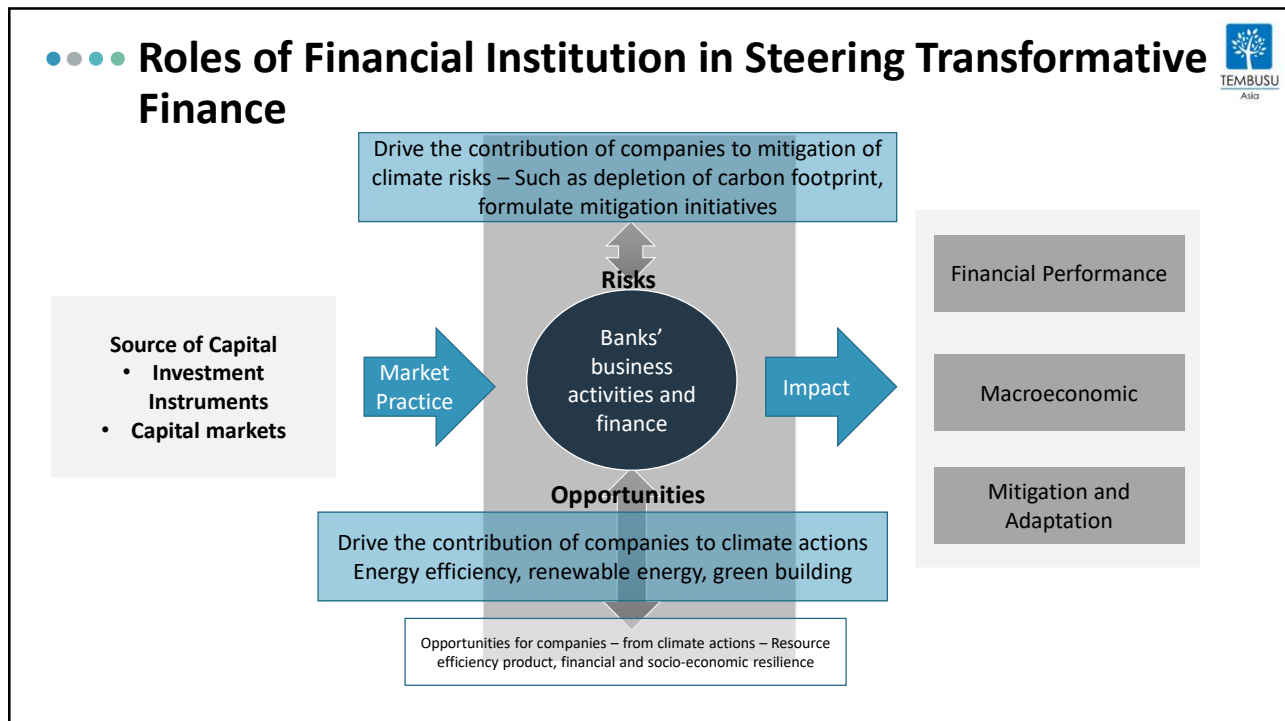 Roles of Financial Institution in Steering Transformative
Finance
TEMBUSU
Asia
Drive the contribution of companies to mitigation of
climate risks – Such as depletion of carbon footprint,
formulate mitigation initiatives
Risks
Source of Capital
• Investment
Instruments
• Capital markets
Market
Practice
Banks’
business
activities and
finance
Impact
Financial Performance
Macroeconomic
Mitigation and
Adaptation
Opportunities
Drive the contribution of companies to climate actions
Energy efficiency, renewable energy, green building
Opportunities for companies – from climate actions – Resource
efficiency product, financial and socio-economic resilience